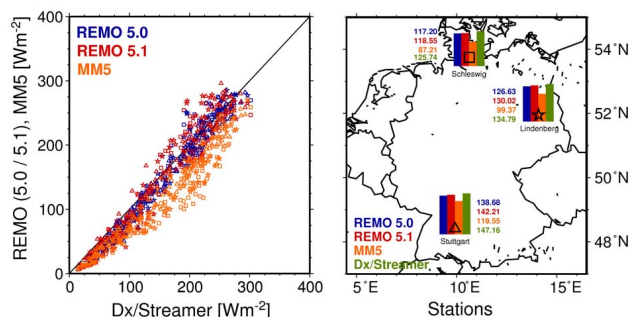 REMO (5.0 / 5.1), MM5 [Wm-2]
400
300
200
100
0
REMO 5.0
REMO 5.1
MM5
0
100
200
300
400
Dx/Streamer [Wm-2]
117.20
118.55
87.21
125.74
Schleswig
126.63
130.02
99.37
134.79
Lindenberg
138.68
142.21
119.55
147.16
Stuttgart
REMO 5.0
REMO 5.1
MM5
Dx/Streamer
54°N
52°N
50°N
48°N
5°E
10°E
15°E
Stations